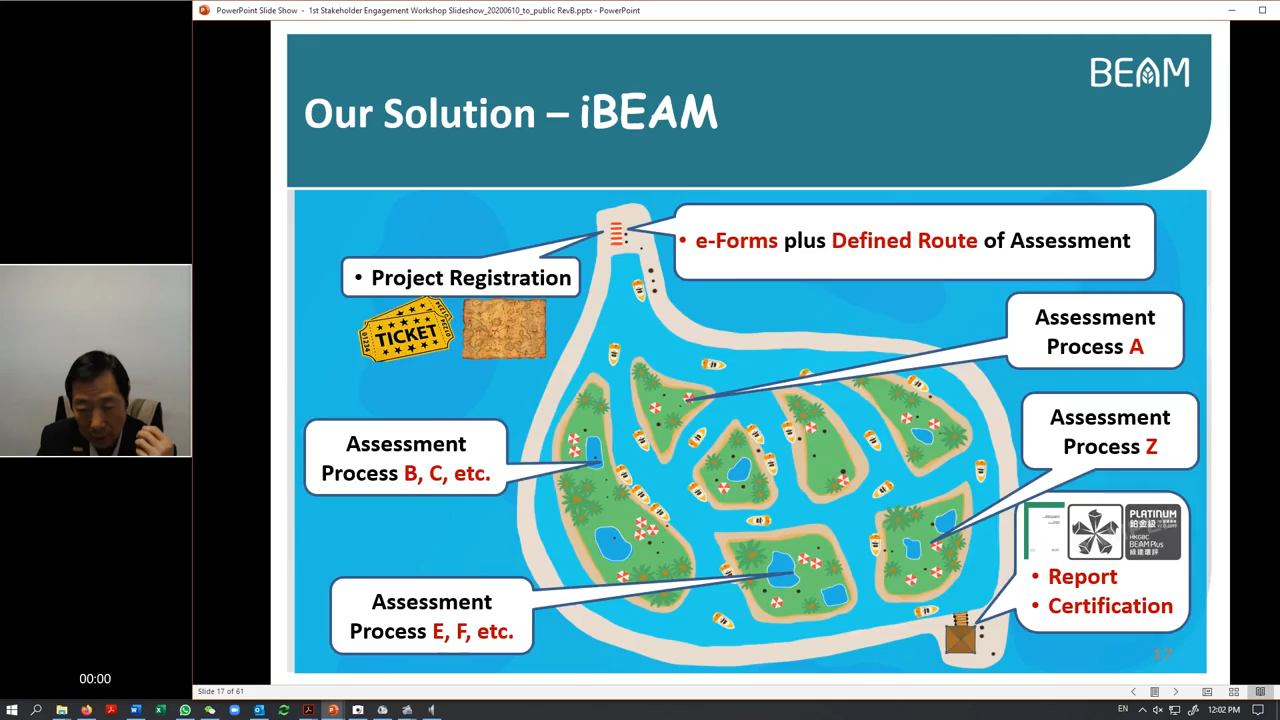 PowerPoint Slide Show - 1st Stakeholder Engagement Workshop Slideshow_20200610_to_public RevB.pptx - PowerPoint
BEAM
Our Solution – iBEAM
• e-Forms plus Defined Route of Assessment
• Project Registration
TICKET
Assessment
Process A
Assessment
Process Z
Assessment
Process B, C, etc.
PLATINUM
鉑金級
HKGBC
BEAM Plus
綠建環評
• Report
• Certification
Assessment
Process E, F, etc.
17
00:00
Slide 17 of 61
EN
12:02 PM